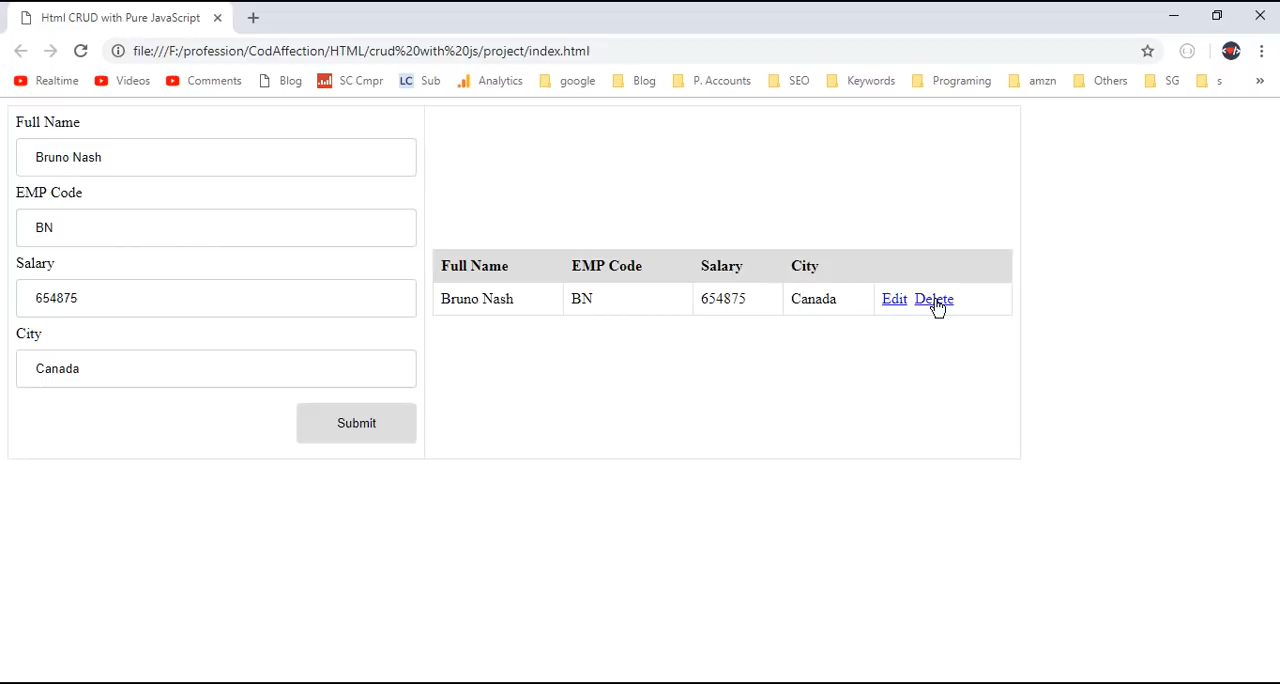 Html CRUD with Pure JavaScript
file:///F:/profession/CodAffection/HTML/crud%20with%20js/project/index.html
Realtime Videos Comments Blog SC Cmpr LC Sub Analytics google Blog P. Accounts SEO Keywords Programing amzn Others SG s »
Full Name
Bruno Nash
EMP Code
BN
Salary
654875
City
Canada
Submit
Full Name EMP Code Salary City
Bruno Nash BN 654875 Canada Edit Delete